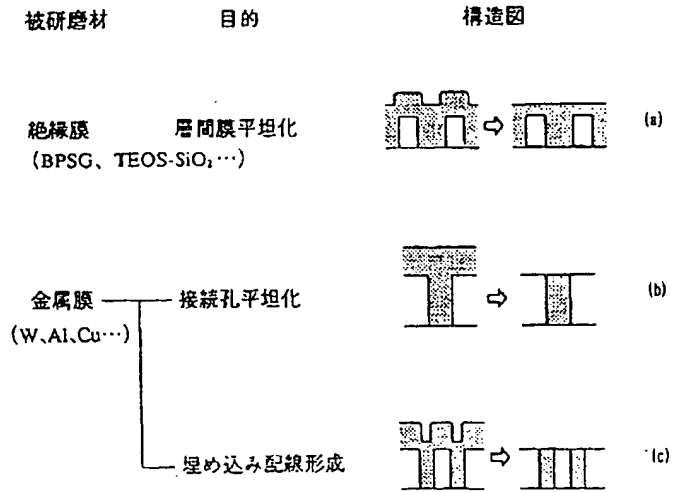 被研磨材 目的 構造図
絶縁膜 層間膜平坦化 (a)
(BPSG、TEOS-SiO₂…)
金属膜 接続孔平坦化 (b)
(W、Al、Cu…)
埋め込み配線形成 (c)